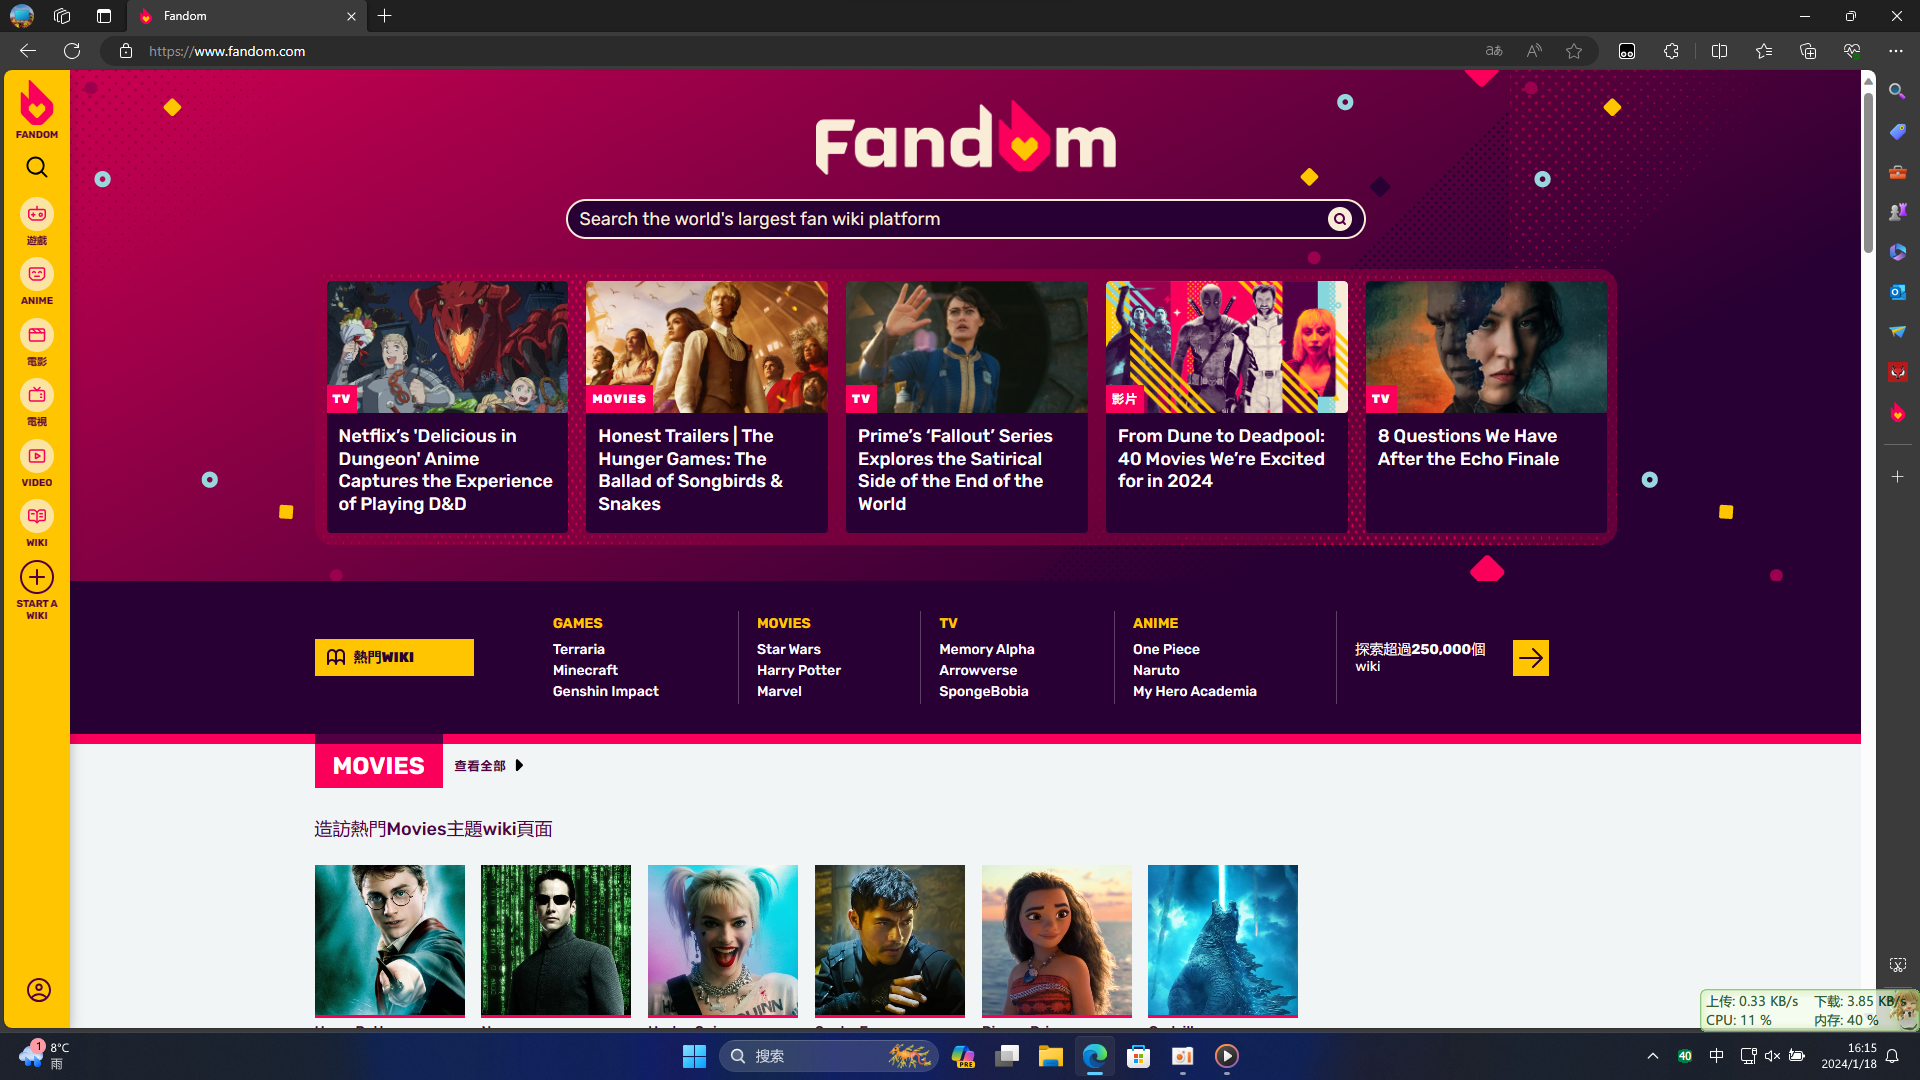 Fandom
https://www.fandom.com
FANDOM
遊戲
ANIME
電影
電視
VIDEO
WIKI
START A
WIKI
Fandom
Search the world's largest fan wiki platform
TV
Netflix’s 'Delicious in
Dungeon' Anime
Captures the Experience
of Playing D&D
MOVIES
Honest Trailers | The
Hunger Games: The
Ballad of Songbirds &
Snakes
TV
Prime’s ‘Fallout’ Series
Explores the Satirical
Side of the End of the
World
影片
From Dune to Deadpool:
40 Movies We’re Excited
for in 2024
TV
8 Questions We Have
After the Echo Finale
熱門WIKI
GAMES
Terraria
Minecraft
Genshin Impact
MOVIES
Star Wars
Harry Potter
Marvel
TV
Memory Alpha
Arrowverse
SpongeBobia
ANIME
One Piece
Naruto
My Hero Academia
探索超過250,000個
wiki
MOVIES
查看全部
造訪熱門Movies主題wiki頁面
上传: 0.33 KB/s 下载: 3.85 KB/s
CPU: 11 % 内存: 40 %
1
8°C
雨
搜索
PRE
40
中
16:15
2024/1/18